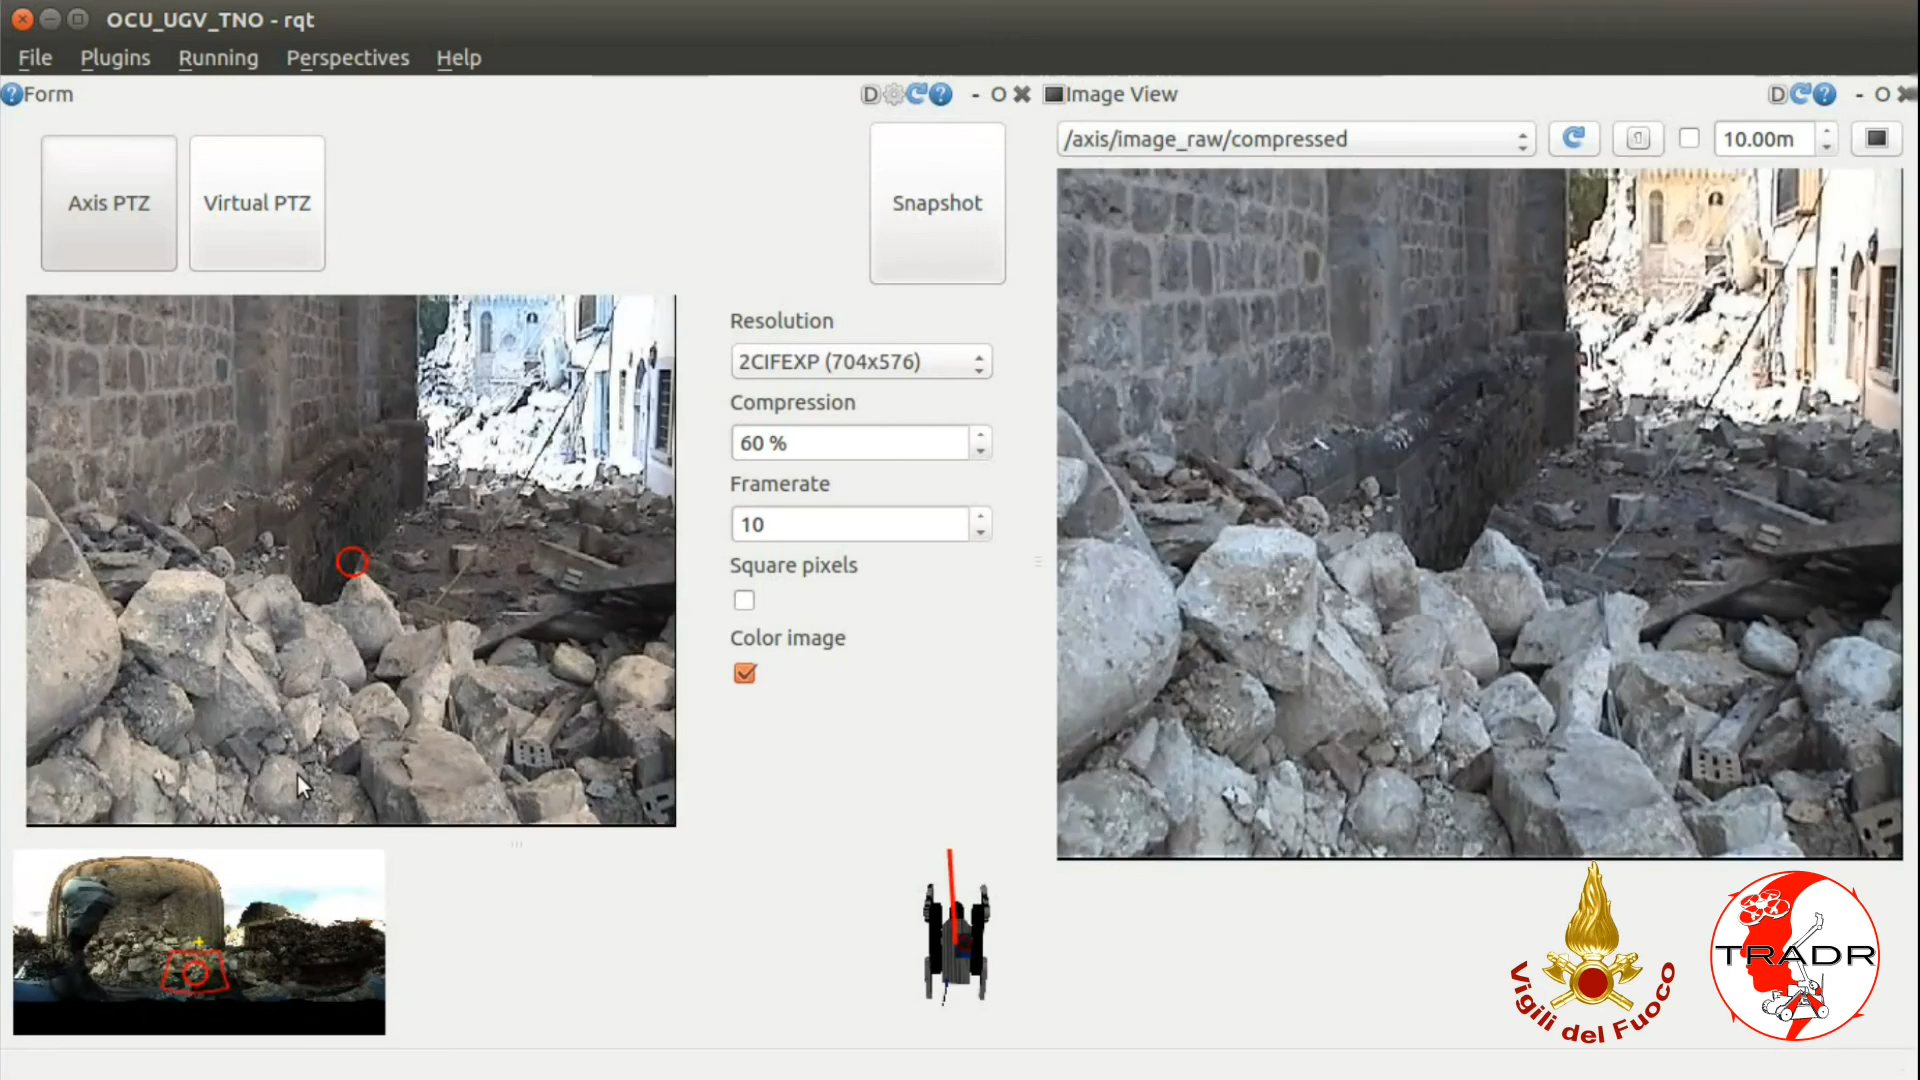 OCU_UGV_TNO - rqt
File Plugins Running Perspectives Help
Form
D
- O
Image View
D
- O
Axis PTZ
Virtual PTZ
Snapshot
/axis/image_raw/compressed
10.00m
Resolution
2CIFEXP (704x576)
Compression
60 %
Framerate
10
Square pixels
Color image
Vigili del Fuoco
TRADR